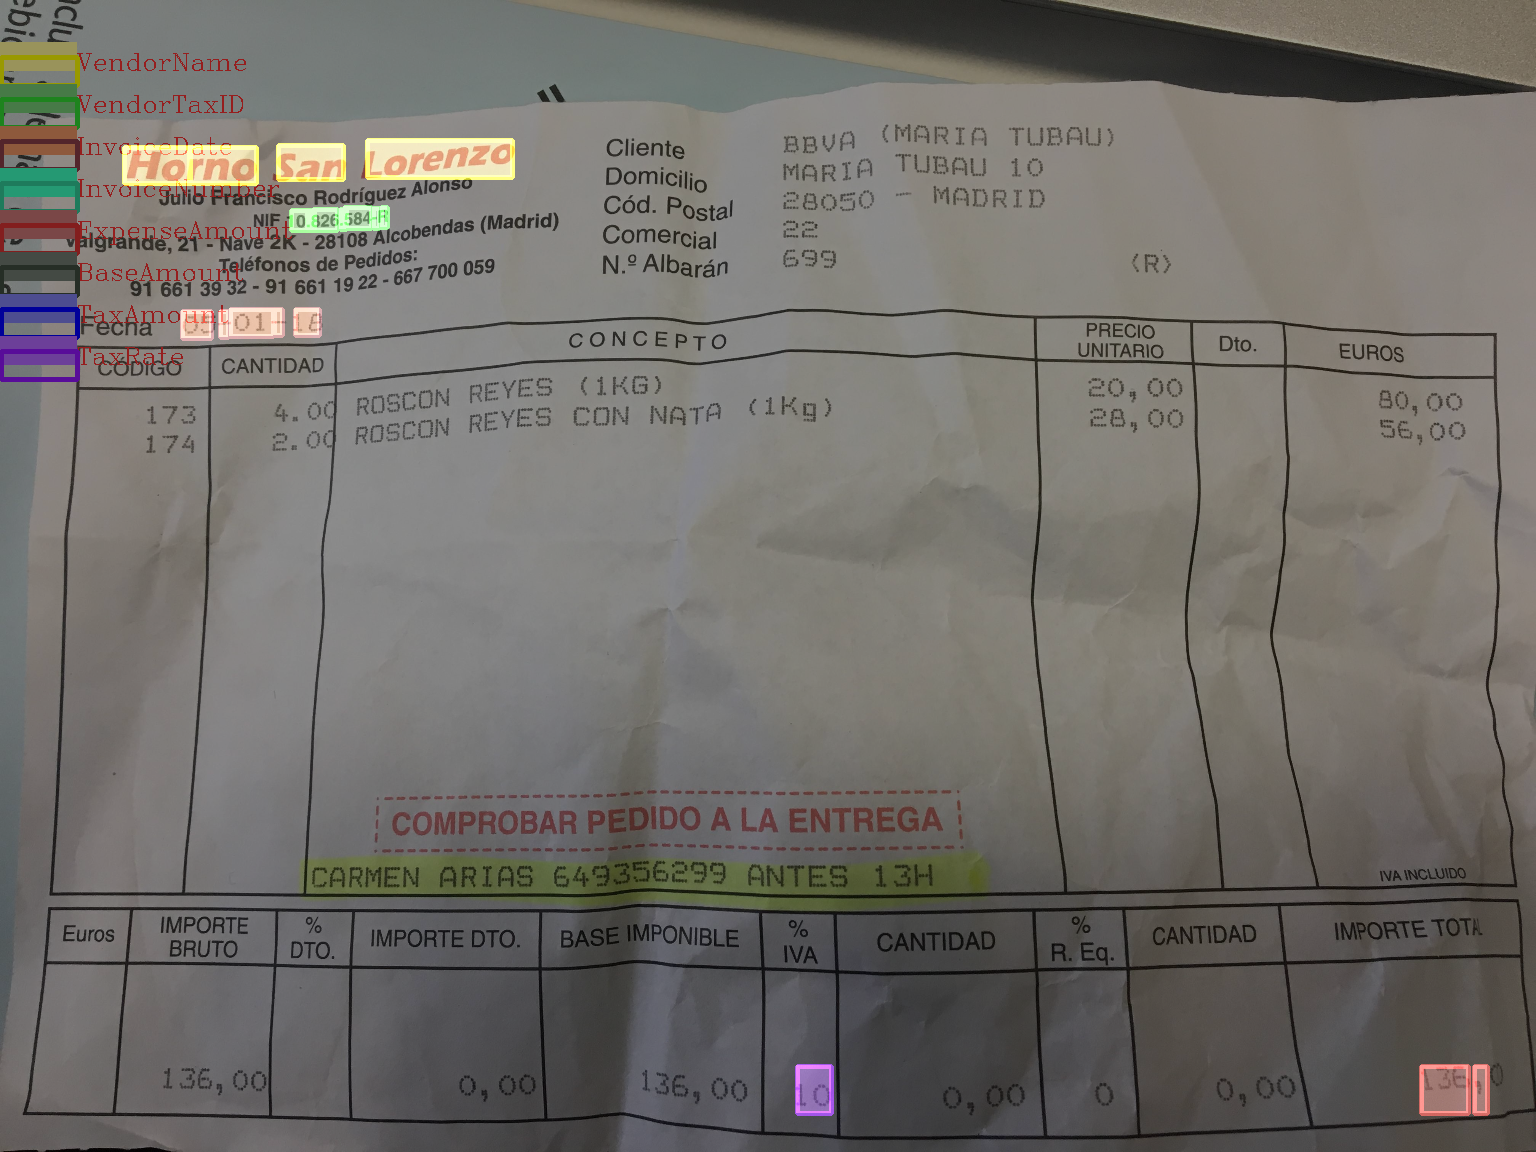 VendorName
VendorTaxID
InvoiceDate
InvoiceNumber
ExpenseAmount
BaseAmount
TaxAmount
TaxRate
Horno San Lorenzo
Julio Francisco Rodríguez Alonso
NIF 0.826.584-R
Valgrande, 21 - Nave 2K - 28108 Alcobendas (Madrid)
Teléfonos de Pedidos:
91 661 39 32 - 91 661 19 22 - 667 700 059
Cliente BBVA (MARIA TUBAU)
Domicilio MARIA TUBAU 10
Cód. Postal 28050 - MADRID
Comercial 22
N.º Albarán 699 (R)
Fecha 05-01-18
CÓDIGO CANTIDAD CONCEPTO PRECIO UNITARIO Dto. EUROS
173 4.00 ROSCON REYES (1KG) 20,00 80,00
174 2.00 ROSCON REYES CON NATA (1Kg) 28,00 56,00
COMPROBAR PEDIDO A LA ENTREGA
CARMEN ARIAS 649356299 ANTES 13H
IVA INCLUIDO
Euros IMPORTE BRUTO % DTO. IMPORTE DTO. BASE IMPONIBLE % IVA CANTIDAD % R. Eq. CANTIDAD IMPORTE TOTAL
136,00 0,00 136,00 10 0,00 0 0,00 136,0